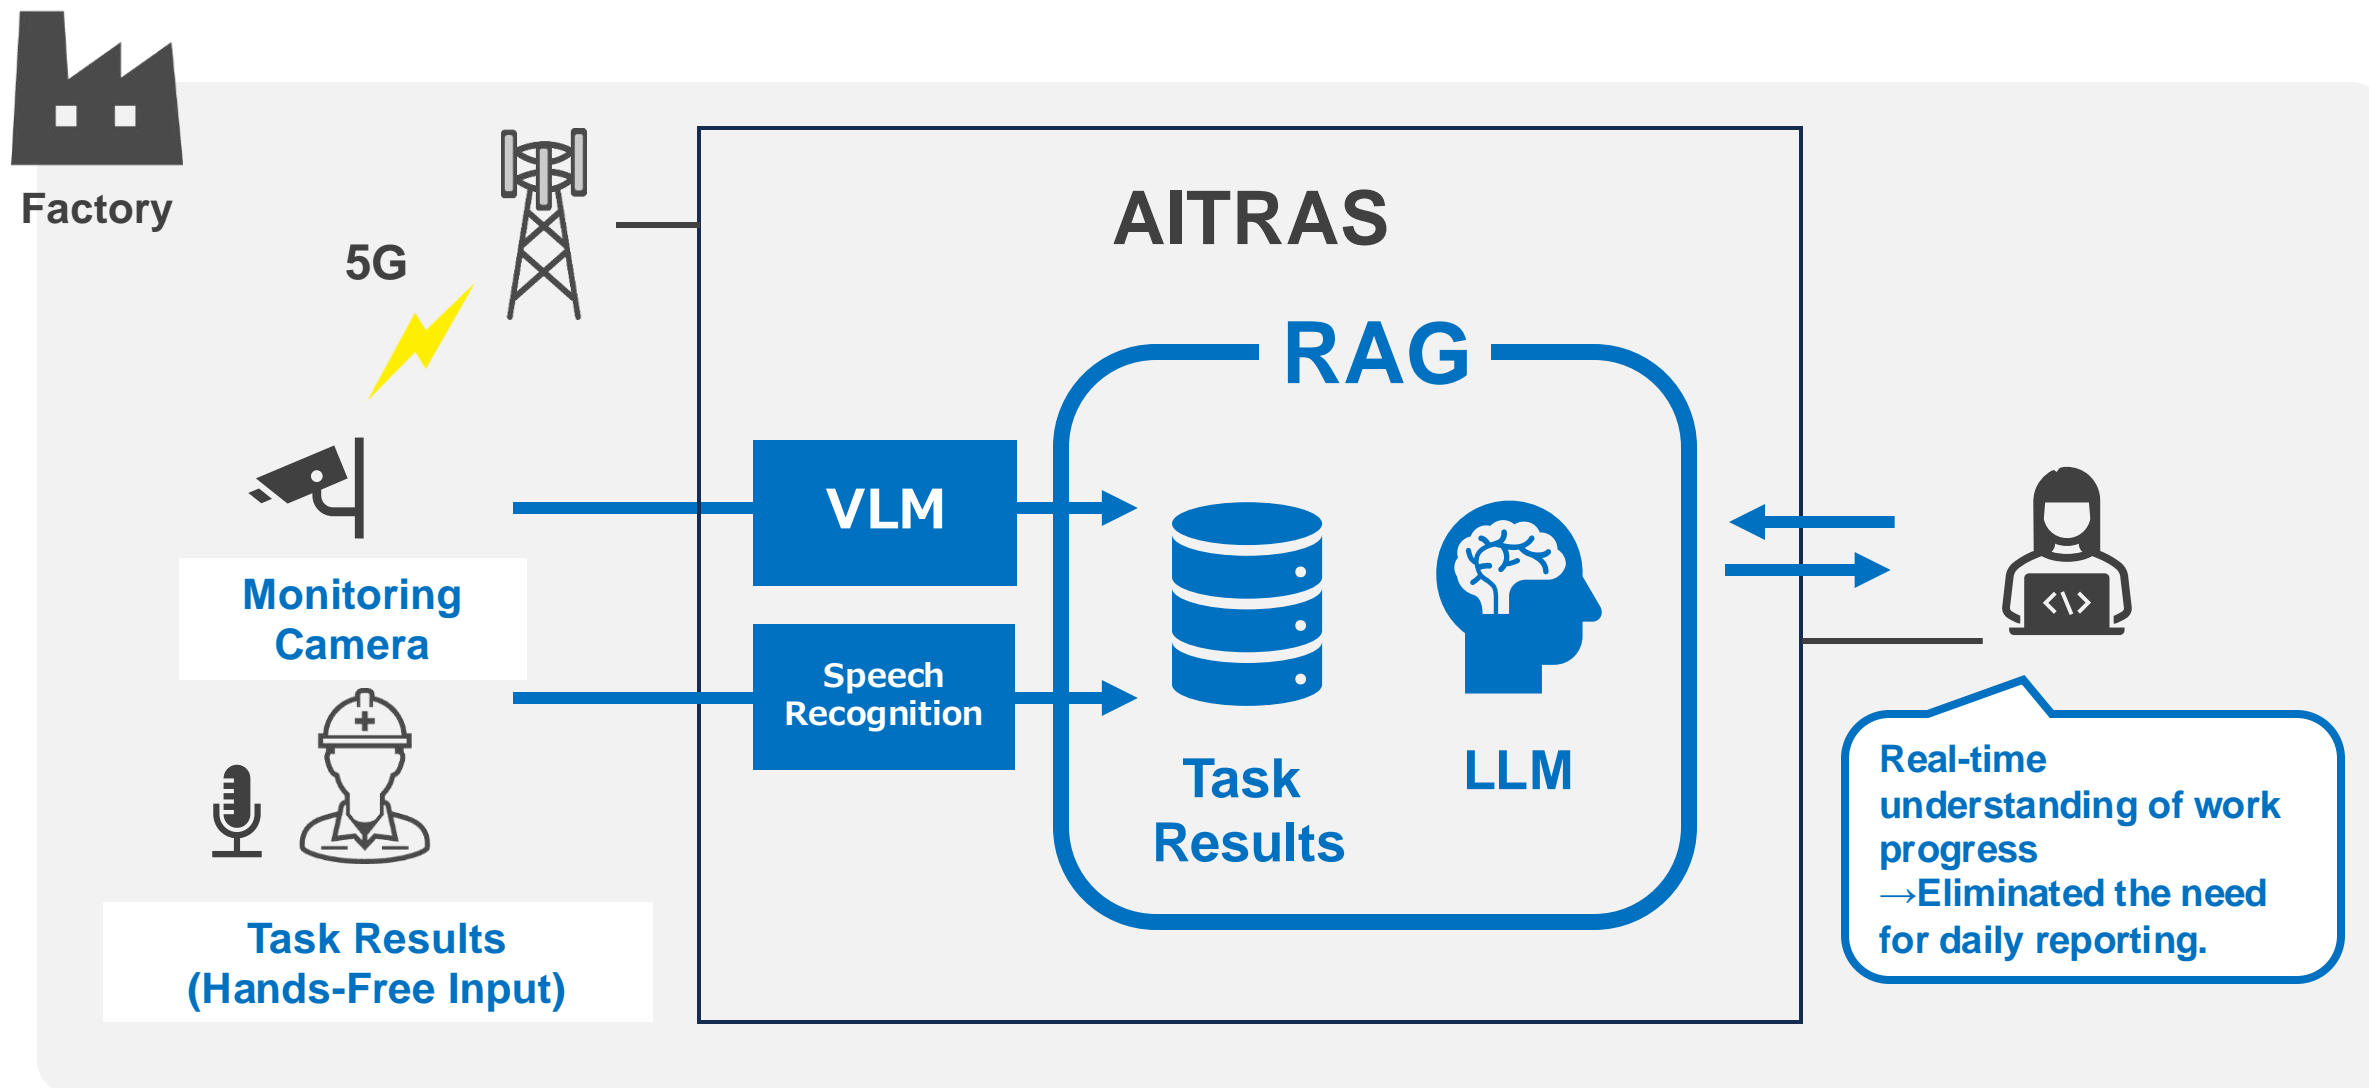 Factory
5G
AITRAS
RAG
VLM
Monitoring
Camera
Speech
Recognition
Task
Results
LLM
Task Results
(Hands-Free Input)
Real-time
understanding of work
progress
→Eliminated the need
for daily reporting.